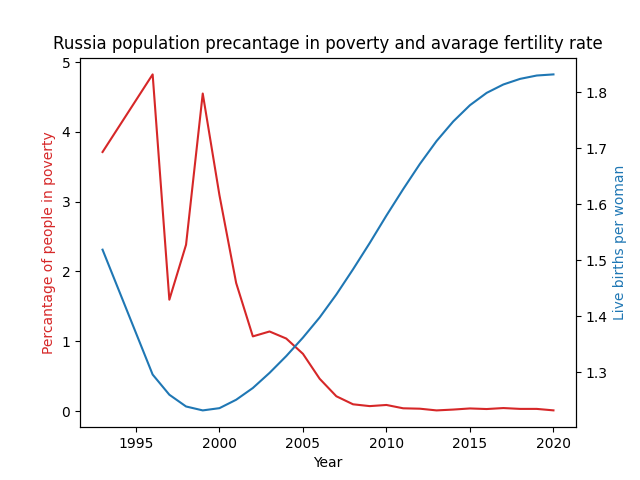 Russia population precantage in poverty and avarage fertility rate
Percantage of people in poverty
5
4
3
2
1
0
1.8
1.7
1.6
1.5
1.4
1.3
Live births per woman
1995 2000 2005 2010 2015 2020
Year